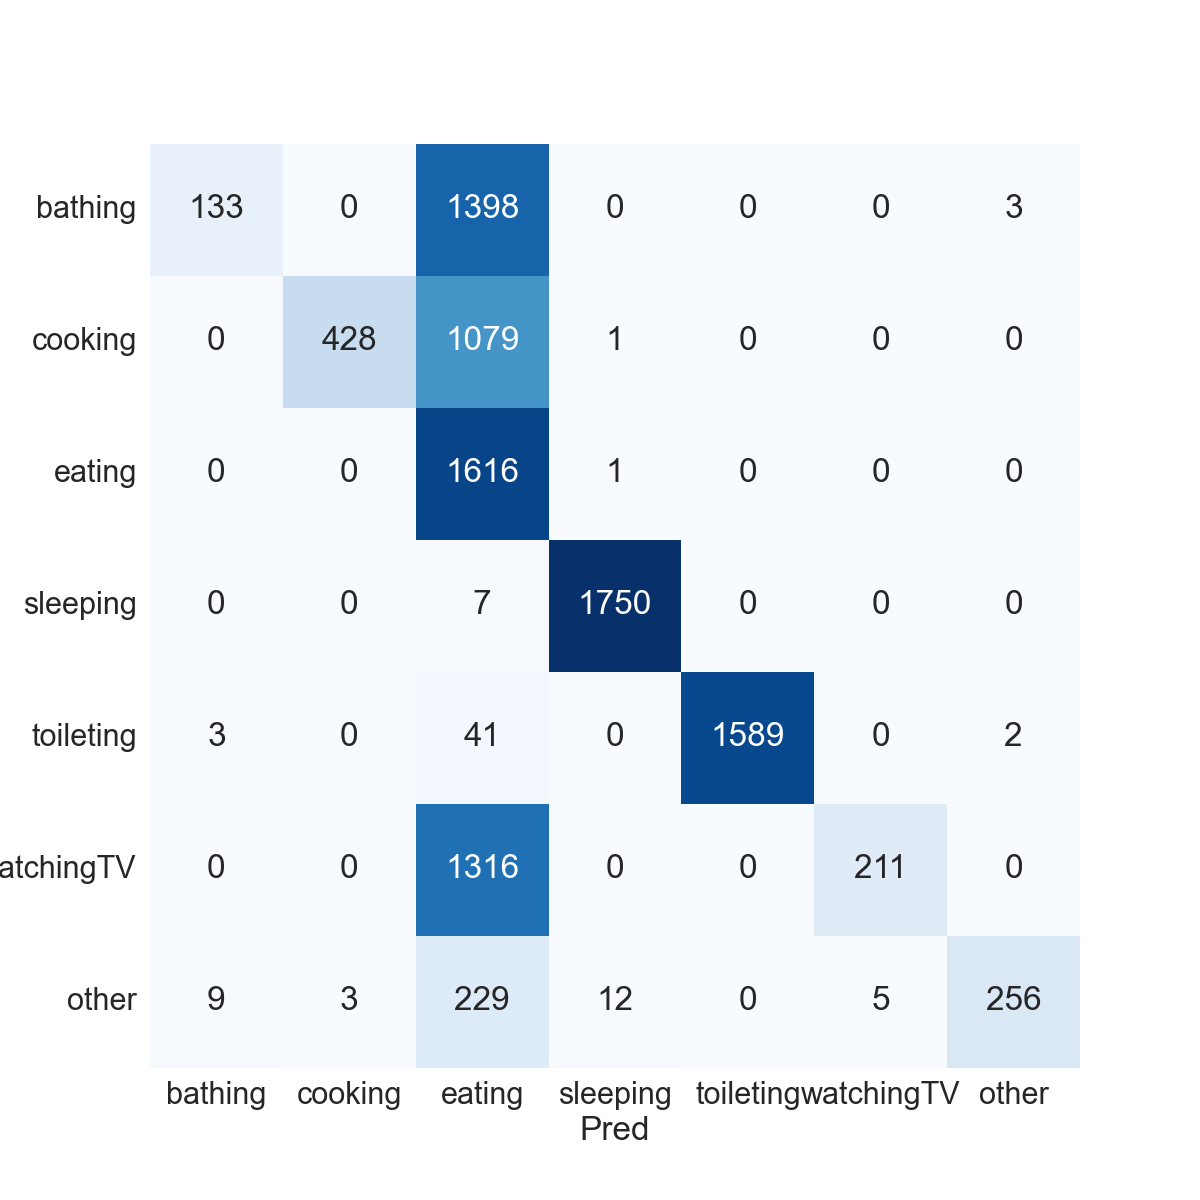 bathing 133 0 1398 0 0 0 3
cooking 0 428 1079 1 0 0 0
eating 0 0 1616 1 0 0 0
sleeping 0 0 7 1750 0 0 0
toileting 3 0 41 0 1589 0 2
atchingTV 0 0 1316 0 0 211 0
other 9 3 229 12 0 5 256
bathing cooking eating sleeping toileting watchingTV other
Pred